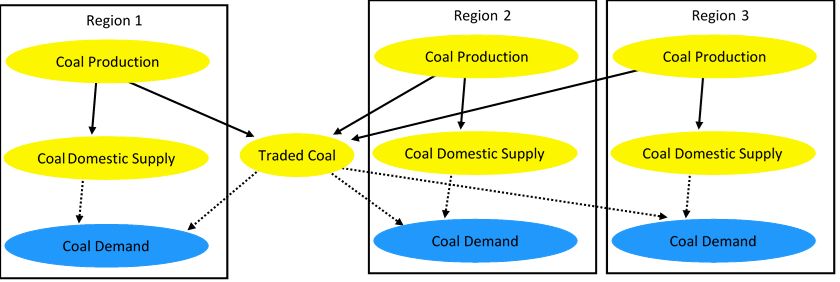 Region 1
Coal Production
Coal Domestic Supply
Coal Demand
Traded Coal
Region 2
Coal Production
Coal Domestic Supply
Coal Demand
Region 3
Coal Production
Coal Domestic Supply
Coal Demand